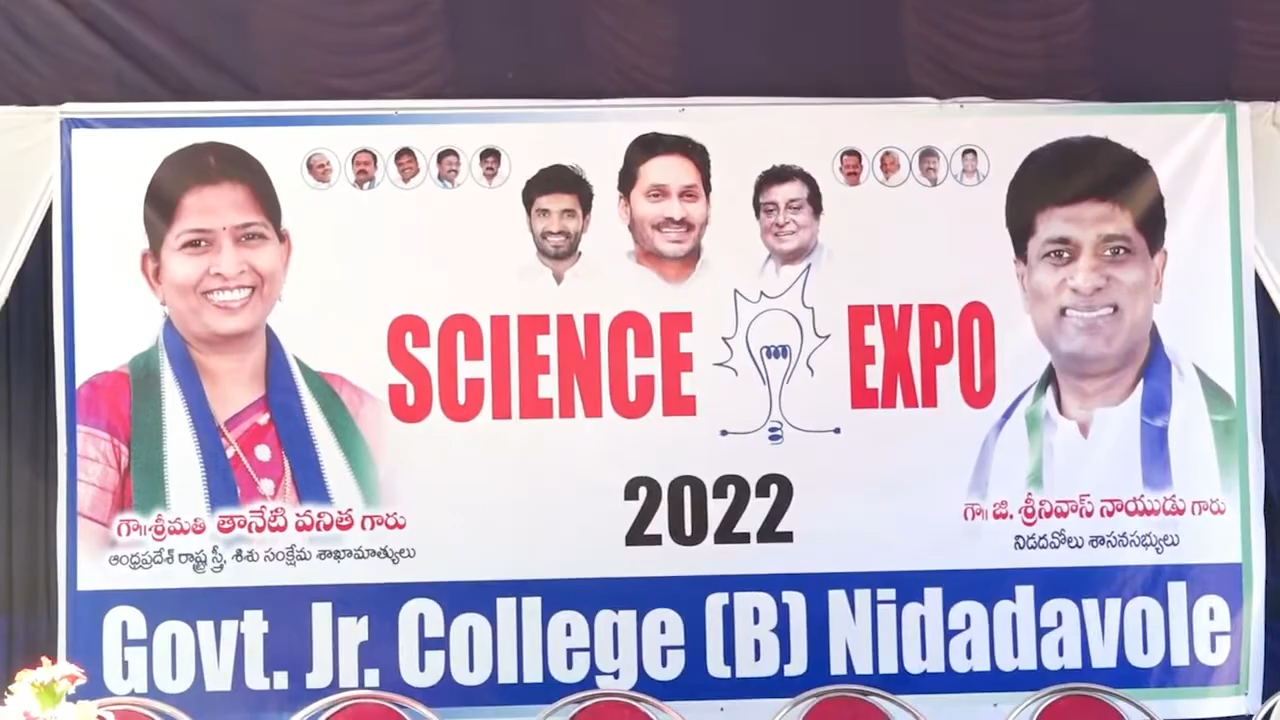 SCIENCE EXPO
2022
గౌ॥శ్రీమతి తానేటి వనిత గారు
ఆంధ్రప్రదేశ్ రాష్ట్ర స్త్రీ, శిశు సంక్షేమ శాఖామాత్యులు
గౌ॥ జి. శ్రీనివాస్ నాయుడు గారు
నిడదవోలు శాసనసభ్యులు
Govt. Jr. College (B) Nidadavole